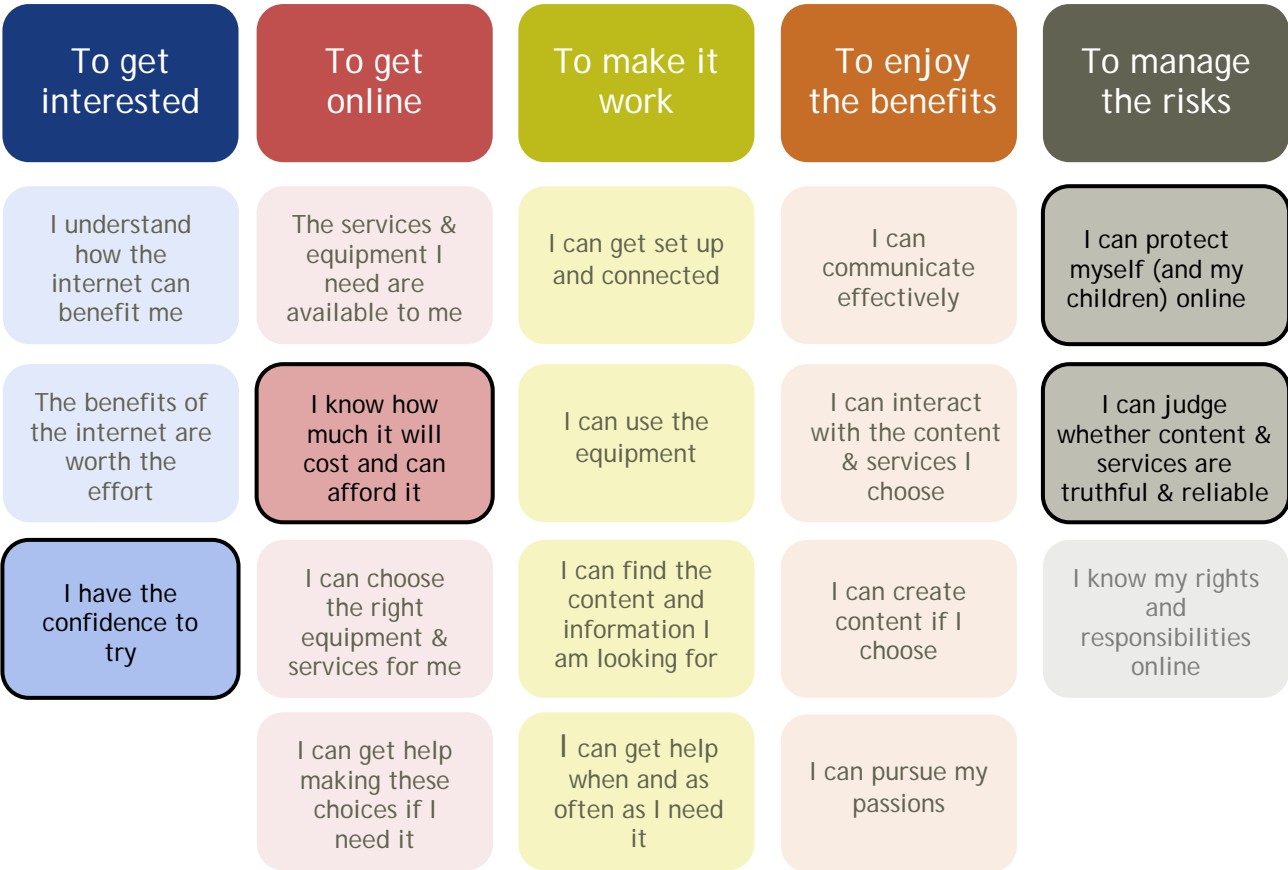 To get
interested
To get
online
To make it
work
To enjoy
the benefits
To manage
the risks
I understand
how the
internet can
benefit me
The services &
equipment I
need are
available to me
I can get set up
and connected
I can
communicate
effectively
I can protect
myself (and my
children) online
The benefits of
the internet are
worth the
effort
I know how
much it will
cost and can
afford it
I can use the
equipment
I can interact
with the content
& services I
choose
I can judge
whether content &
services are
truthful & reliable
I have the
confidence to
try
I can choose
the right
equipment &
services for me
I can find the
content and
information I
am looking for
I can create
content if I
choose
I know my rights
and
responsibilities
online
I can get help
making these
choices if I
need it
I can get help
when and as
often as I need
it
I can pursue my
passions